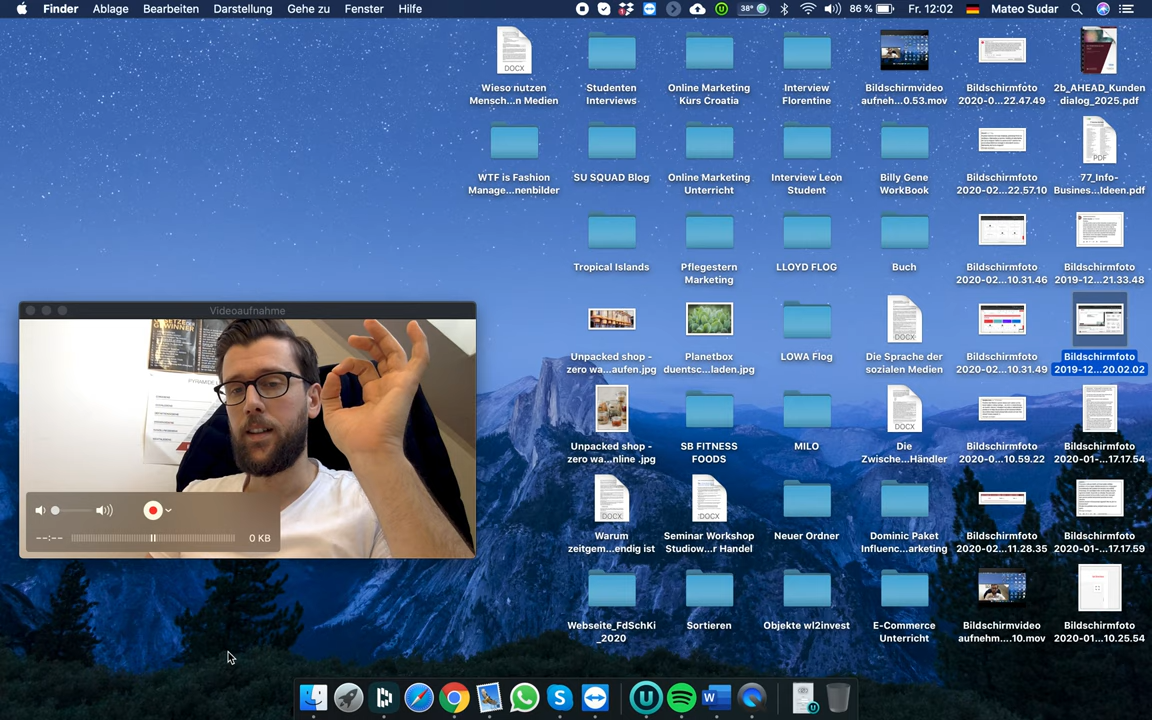 Finder Ablage Bearbeiten Darstellung Gehe zu Fenster Hilfe 38° 86 % Fr. 12:02 Mateo Sudar
DOCX
Wieso nutzen
Mensch...n Medien
Studenten
Interviews
Online Marketing
Kurs Croatia
Interview
Florentine
Bildschirmvideo
aufneh...0.53.mov
Bildschirmfoto
2020-0...22.47.49
2b_AHEAD_Kunden
dialog_2025.pdf
WTF is Fashion
Manage...nenbilder
SU SQUAD Blog
Online Marketing
Unterricht
Interview Leon
Student
Billy Gene
WorkBook
Bildschirmfoto
2020-02...22.57.10
PDF
77_Info-
Busines...Ideen.pdf
Tropical Islands
Pflegestern
Marketing
LLOYD FLOG
Buch
Bildschirmfoto
2020-02...10.31.46
Bildschirmfoto
2019-12...21.33.48
Videoaufnahme
Unpacked shop -
zero wa...aufen.jpg
Planetbox
duentsc...laden.jpg
LOWA Flog
DOCX
Die Sprache der
sozialen Medien
Bildschirmfoto
2020-02...10.31.49
Bildschirmfoto
2019-12...20.02.02
Unpacked shop -
zero wa...nline .jpg
SB FITNESS
FOODS
MILO
DOCX
Die
Zwische...Händler
Bildschirmfoto
2020-0...10.59.22
Bildschirmfoto
2020-01-...17.17.54
--:--
0 KB
DOCX
Warum
zeitgem...endig ist
DOCX
Seminar Workshop
Studiow...r Handel
Neuer Ordner
Dominic Paket
Influenc...arketing
Bildschirmfoto
2020-02...11.28.35
Bildschirmfoto
2020-01-...17.17.59
Webseite_FdSchKi
_2020
Sortieren
Objekte wl2invest
E-Commerce
Unterricht
Bildschirmvideo
aufnehm...10.mov
Bildschirmfoto
2020-01...10.25.54